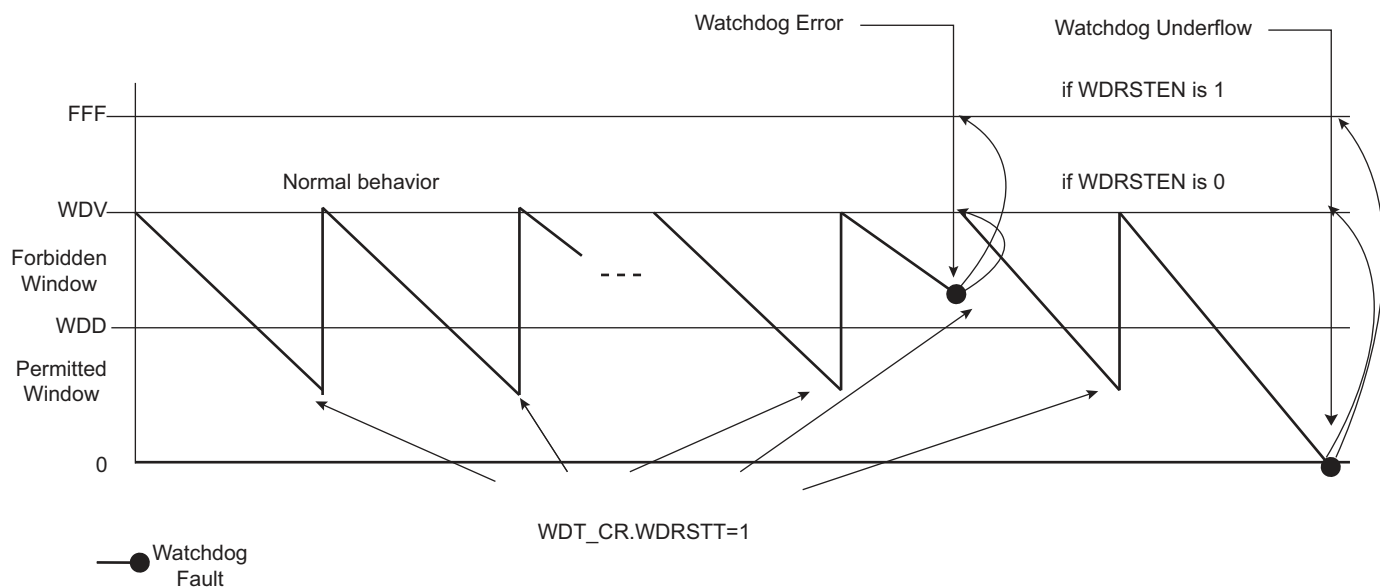 Watchdog Error
Watchdog Underflow
if WDRSTEN is 1
FFF
Normal behavior
if WDRSTEN is 0
WDV
Forbidden
Window
WDD
Permitted
Window
0
WDT_CR.WDRSTT=1
Watchdog
Fault